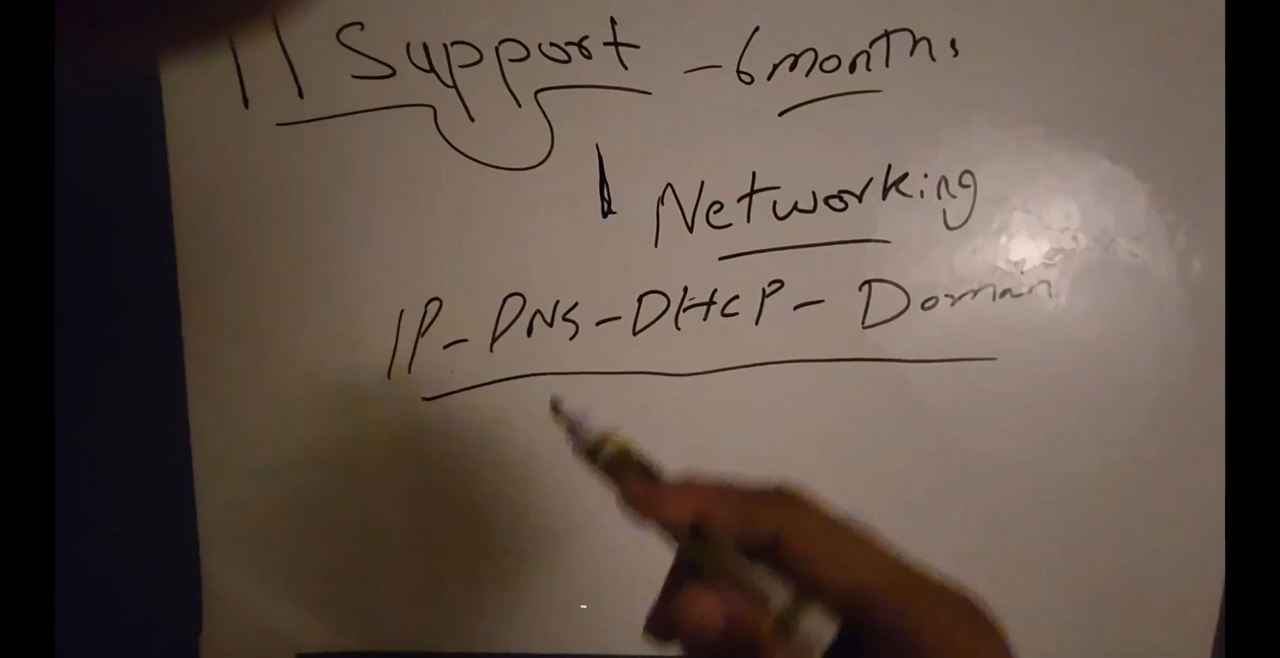 IT Support - 6 months
Networking
IP - DNS - DHCP - Domain